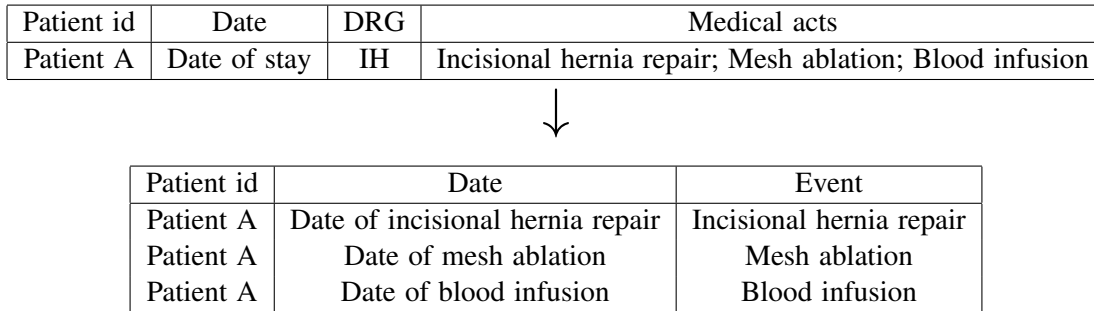 Patient id Date DRG Medical acts
Patient A Date of stay IH Incisional hernia repair; Mesh ablation; Blood infusion
Patient id Date Event
Patient A Date of incisional hernia repair Incisional hernia repair
Patient A Date of mesh ablation Mesh ablation
Patient A Date of blood infusion Blood infusion